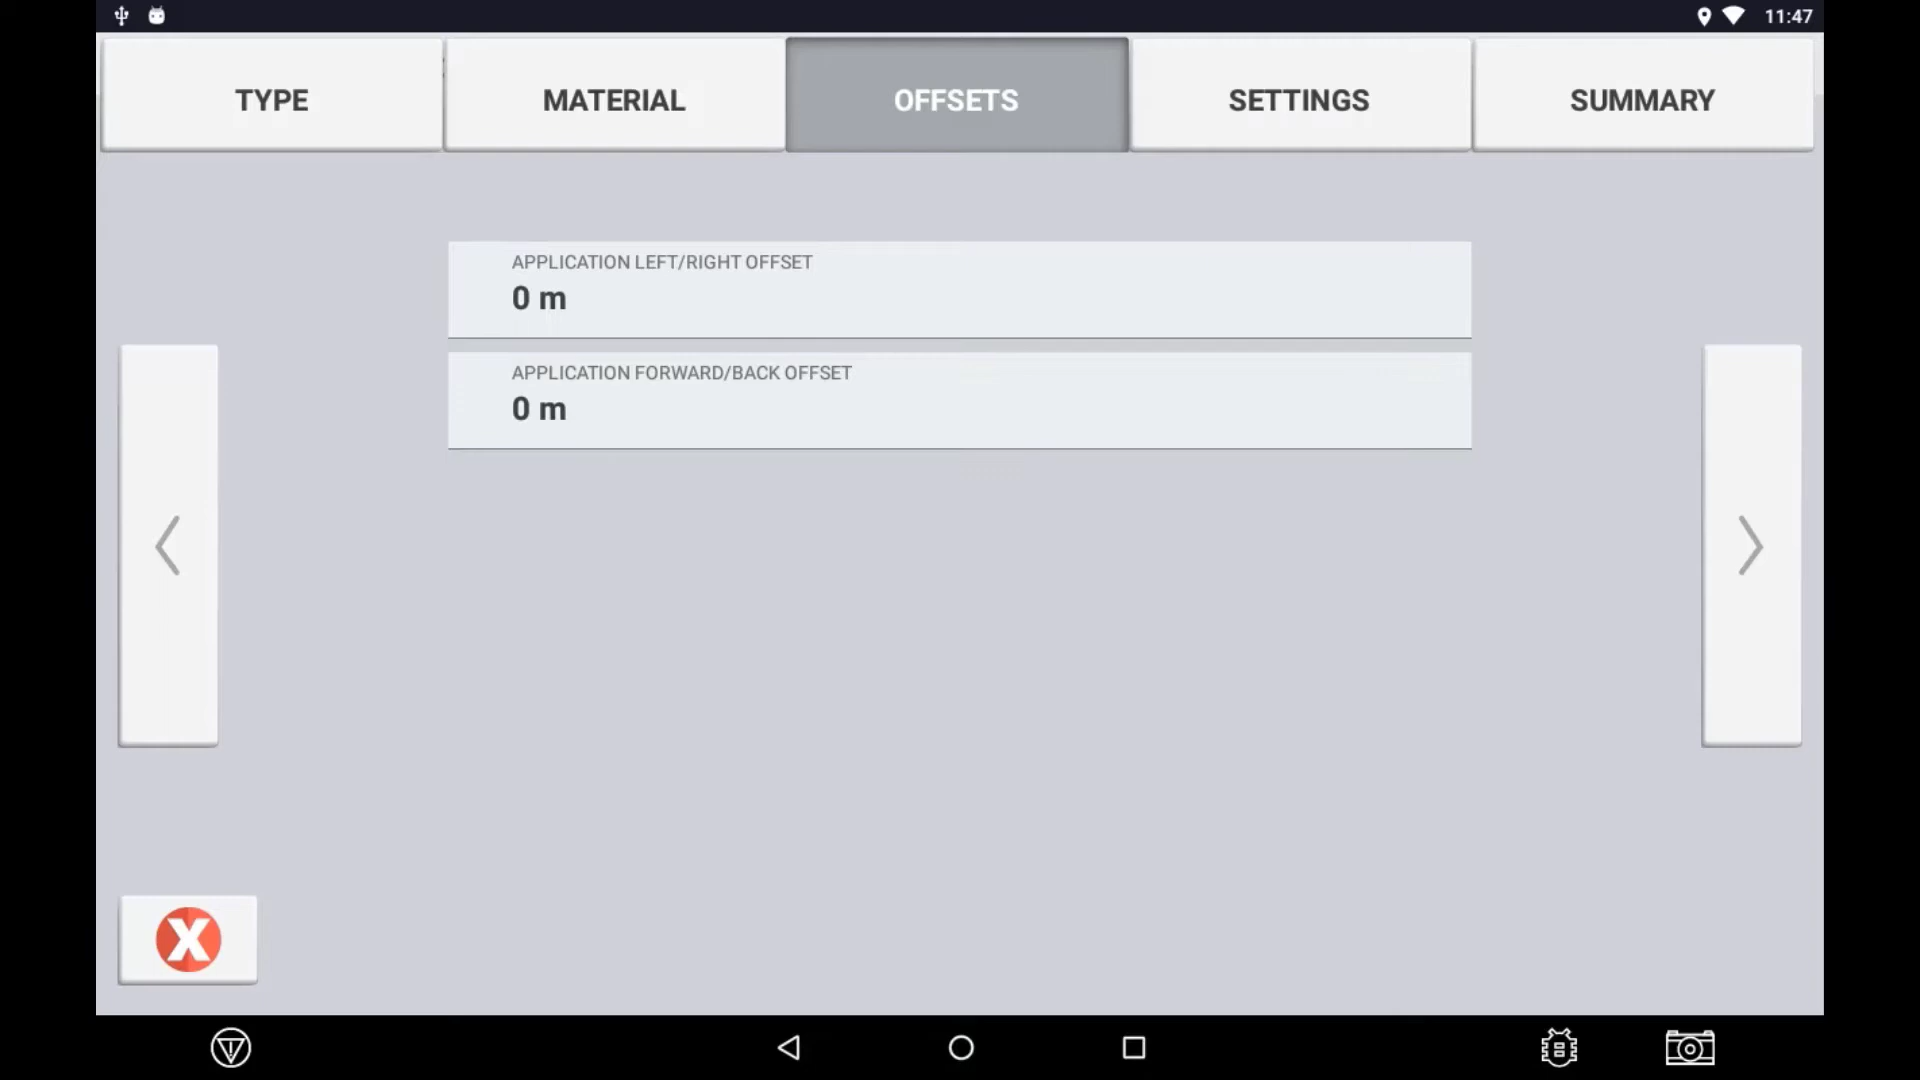 11:47
TYPE
MATERIAL
OFFSETS
SETTINGS
SUMMARY
APPLICATION LEFT/RIGHT OFFSET
0 m
APPLICATION FORWARD/BACK OFFSET
0 m